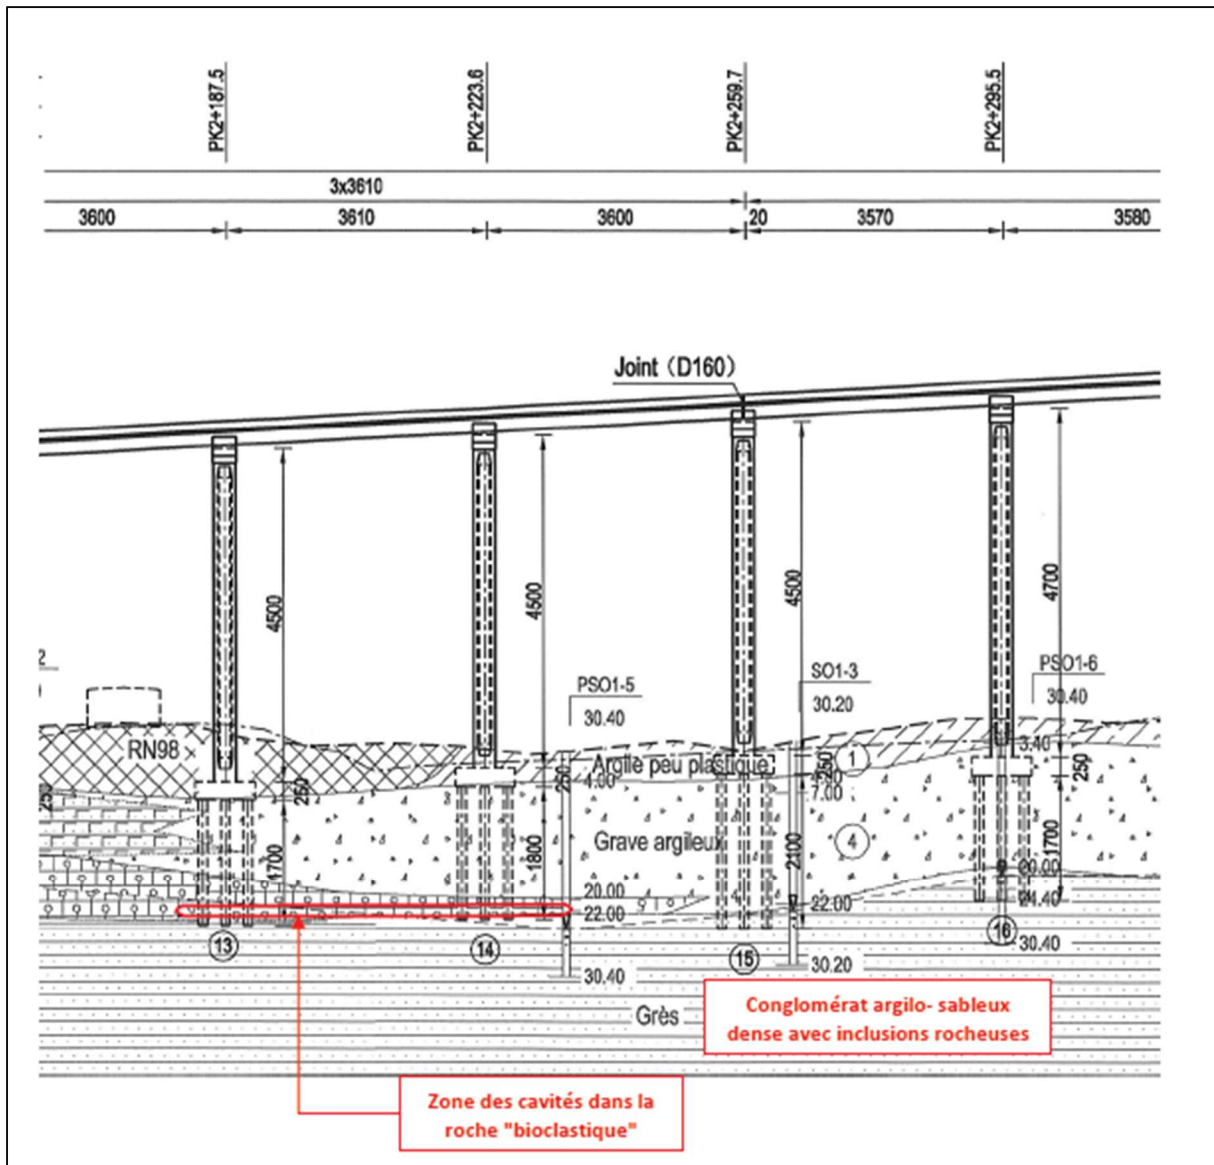 PK2+187.5
PK2+223.6
PK2+259.7
PK2+295.5
3x3610
3600
3610
3600
20
3570
3580
Joint (D160)
4500
4500
4500
4700
2
PSO1-5
30.40
SO1-3
30.20
PSO1-6
30.40
RN98
3.40
Argile peu plastique
1
250
250
250
250
250
4.00
7.00
Grave argileux
4
1700
1800
2100
1700
20.00
22.00
22.00
20.00
24.40
13
14
15
16
30.40
30.20
30.40
Grès
Conglomérat argilo- sableux
dense avec inclusions rocheuses
Zone des cavités dans la
roche "bioclastique"